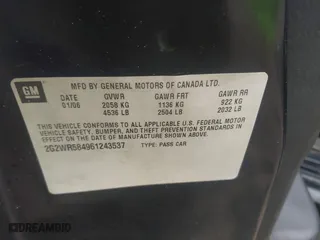 GM
MFD BY GENERAL MOTORS OF CANADA LTD.
DATE GVWR GAWR FRT GAWR RR
01/06 2058 KG 1136 KG 922 KG
4536 LB 2504 LB 2032 LB
THIS VEHICLE CONFORMS TO ALL APPLICABLE U.S. FEDERAL MOTOR
VEHICLE SAFETY, BUMPER, AND THEFT PREVENTION STANDARDS
IN EFFECT ON THE DATE OF MANUFACTURE SHOWN ABOVE.
2G2WR584961243537 TYPE: PASS CAR
IDREAMDIRECT